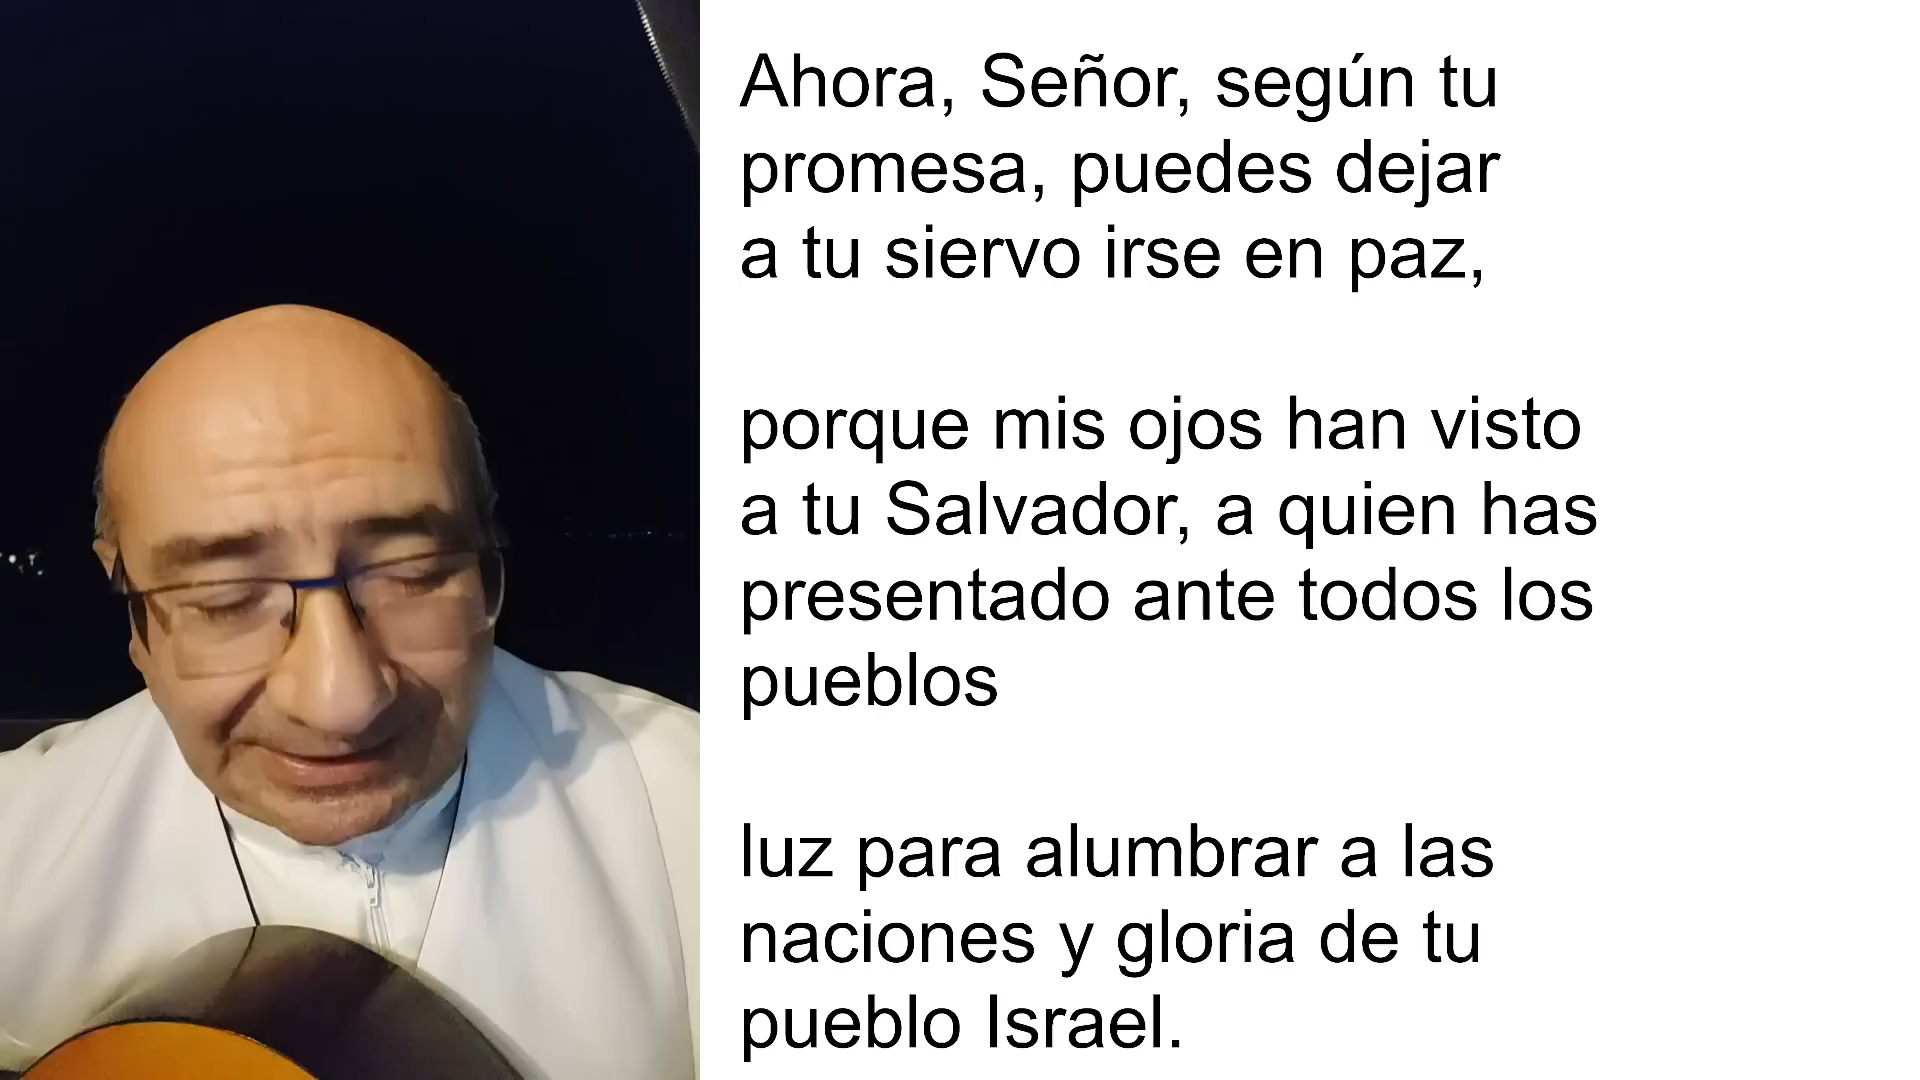 Ahora, Señor, según tu
promesa, puedes dejar
a tu siervo irse en paz,
porque mis ojos han visto
a tu Salvador, a quien has
presentado ante todos los
pueblos
luz para alumbrar a las
naciones y gloria de tu
pueblo Israel.